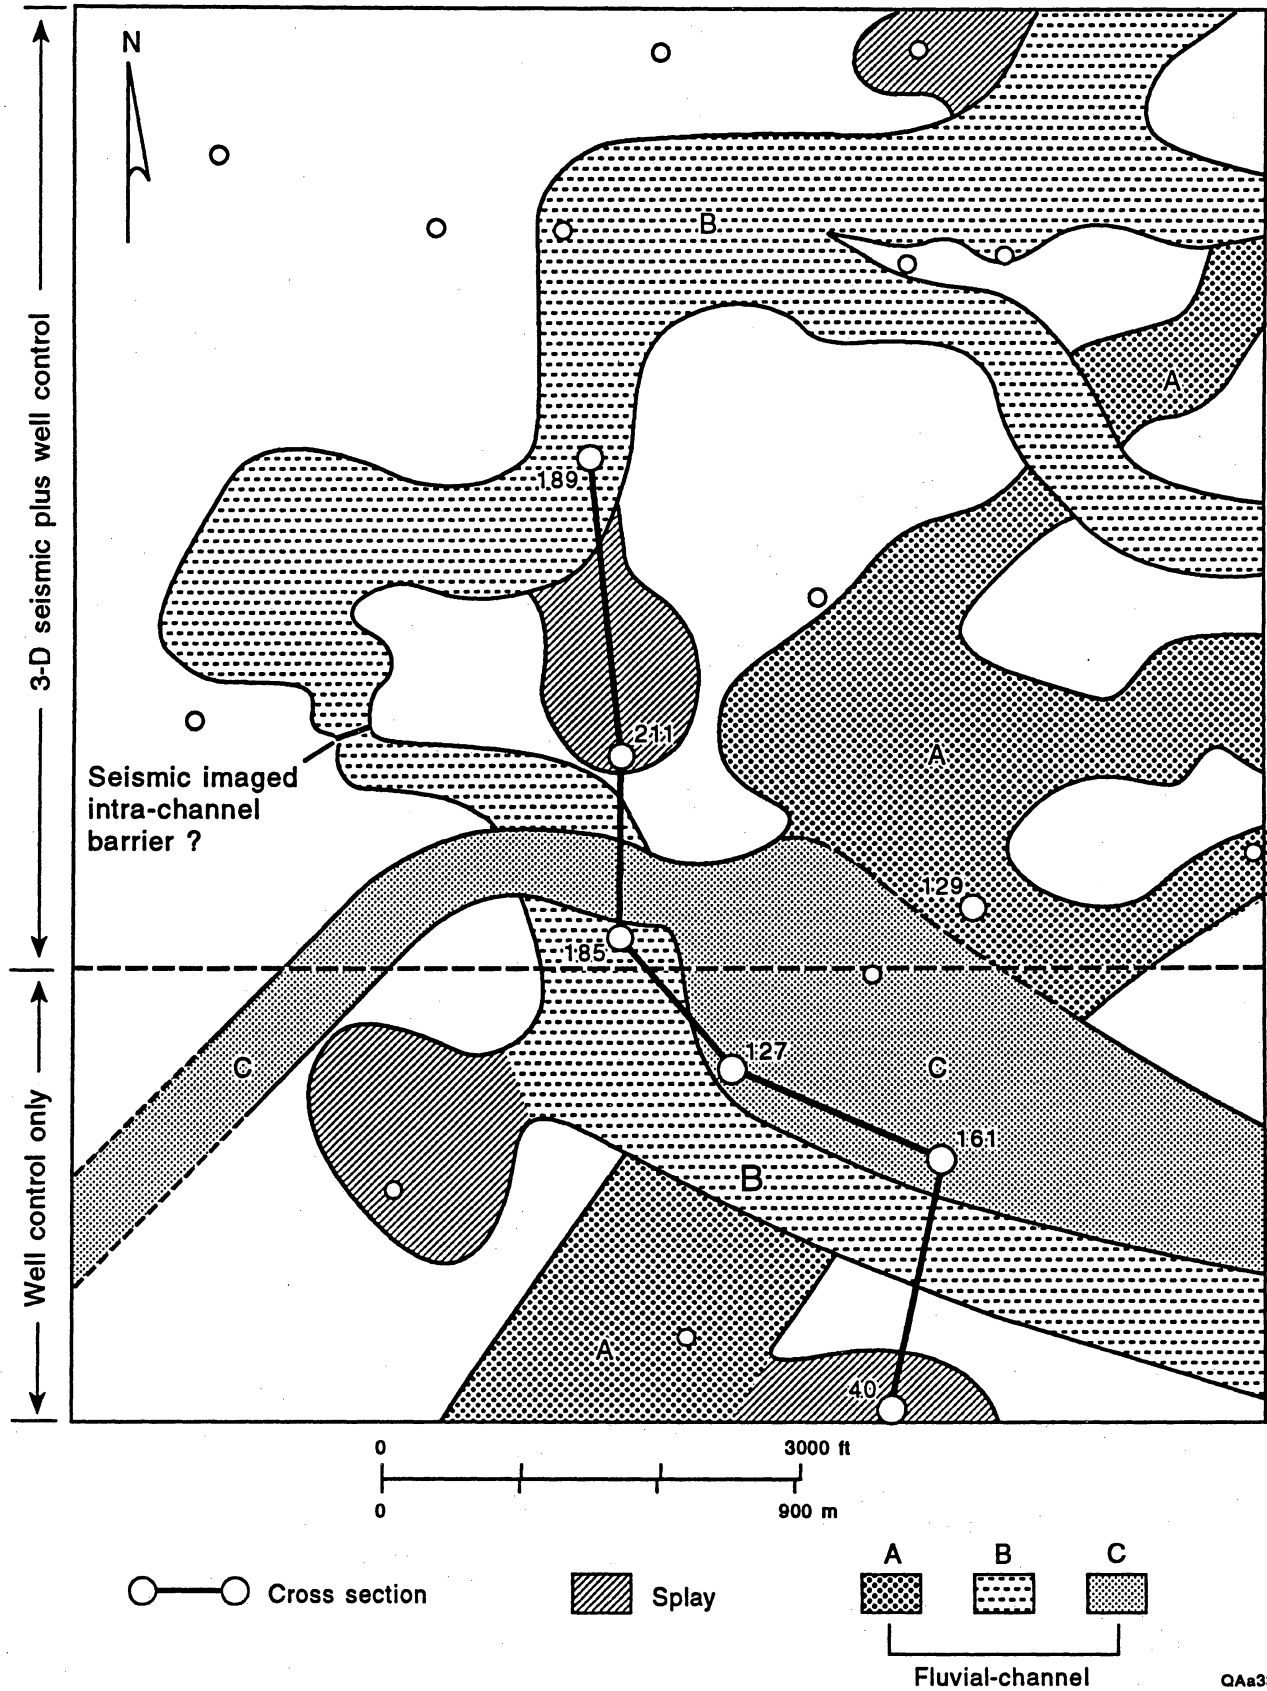 N
B
A
3-D seismic plus well control
189
211
A
Seismic imaged
intra-channel
barrier ?
129
185
127
C
C
161
B
Well control only
A
40
0
3000 ft
0
900 m
A
B
C
Cross section
Splay
Fluvial-channel